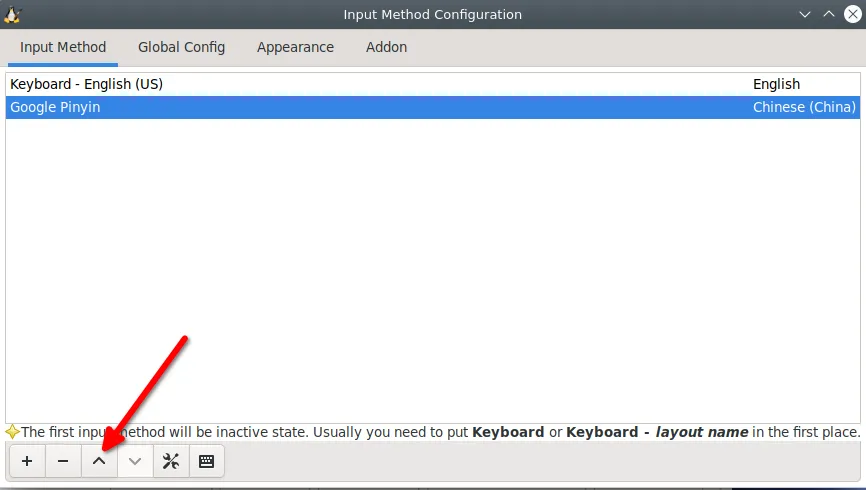 Input Method Configuration
Input Method Global Config Appearance Addon
Keyboard - English (US) English
Google Pinyin Chinese (China)
The first input method will be inactive state. Usually you need to put Keyboard or Keyboard - layout name in the first place.